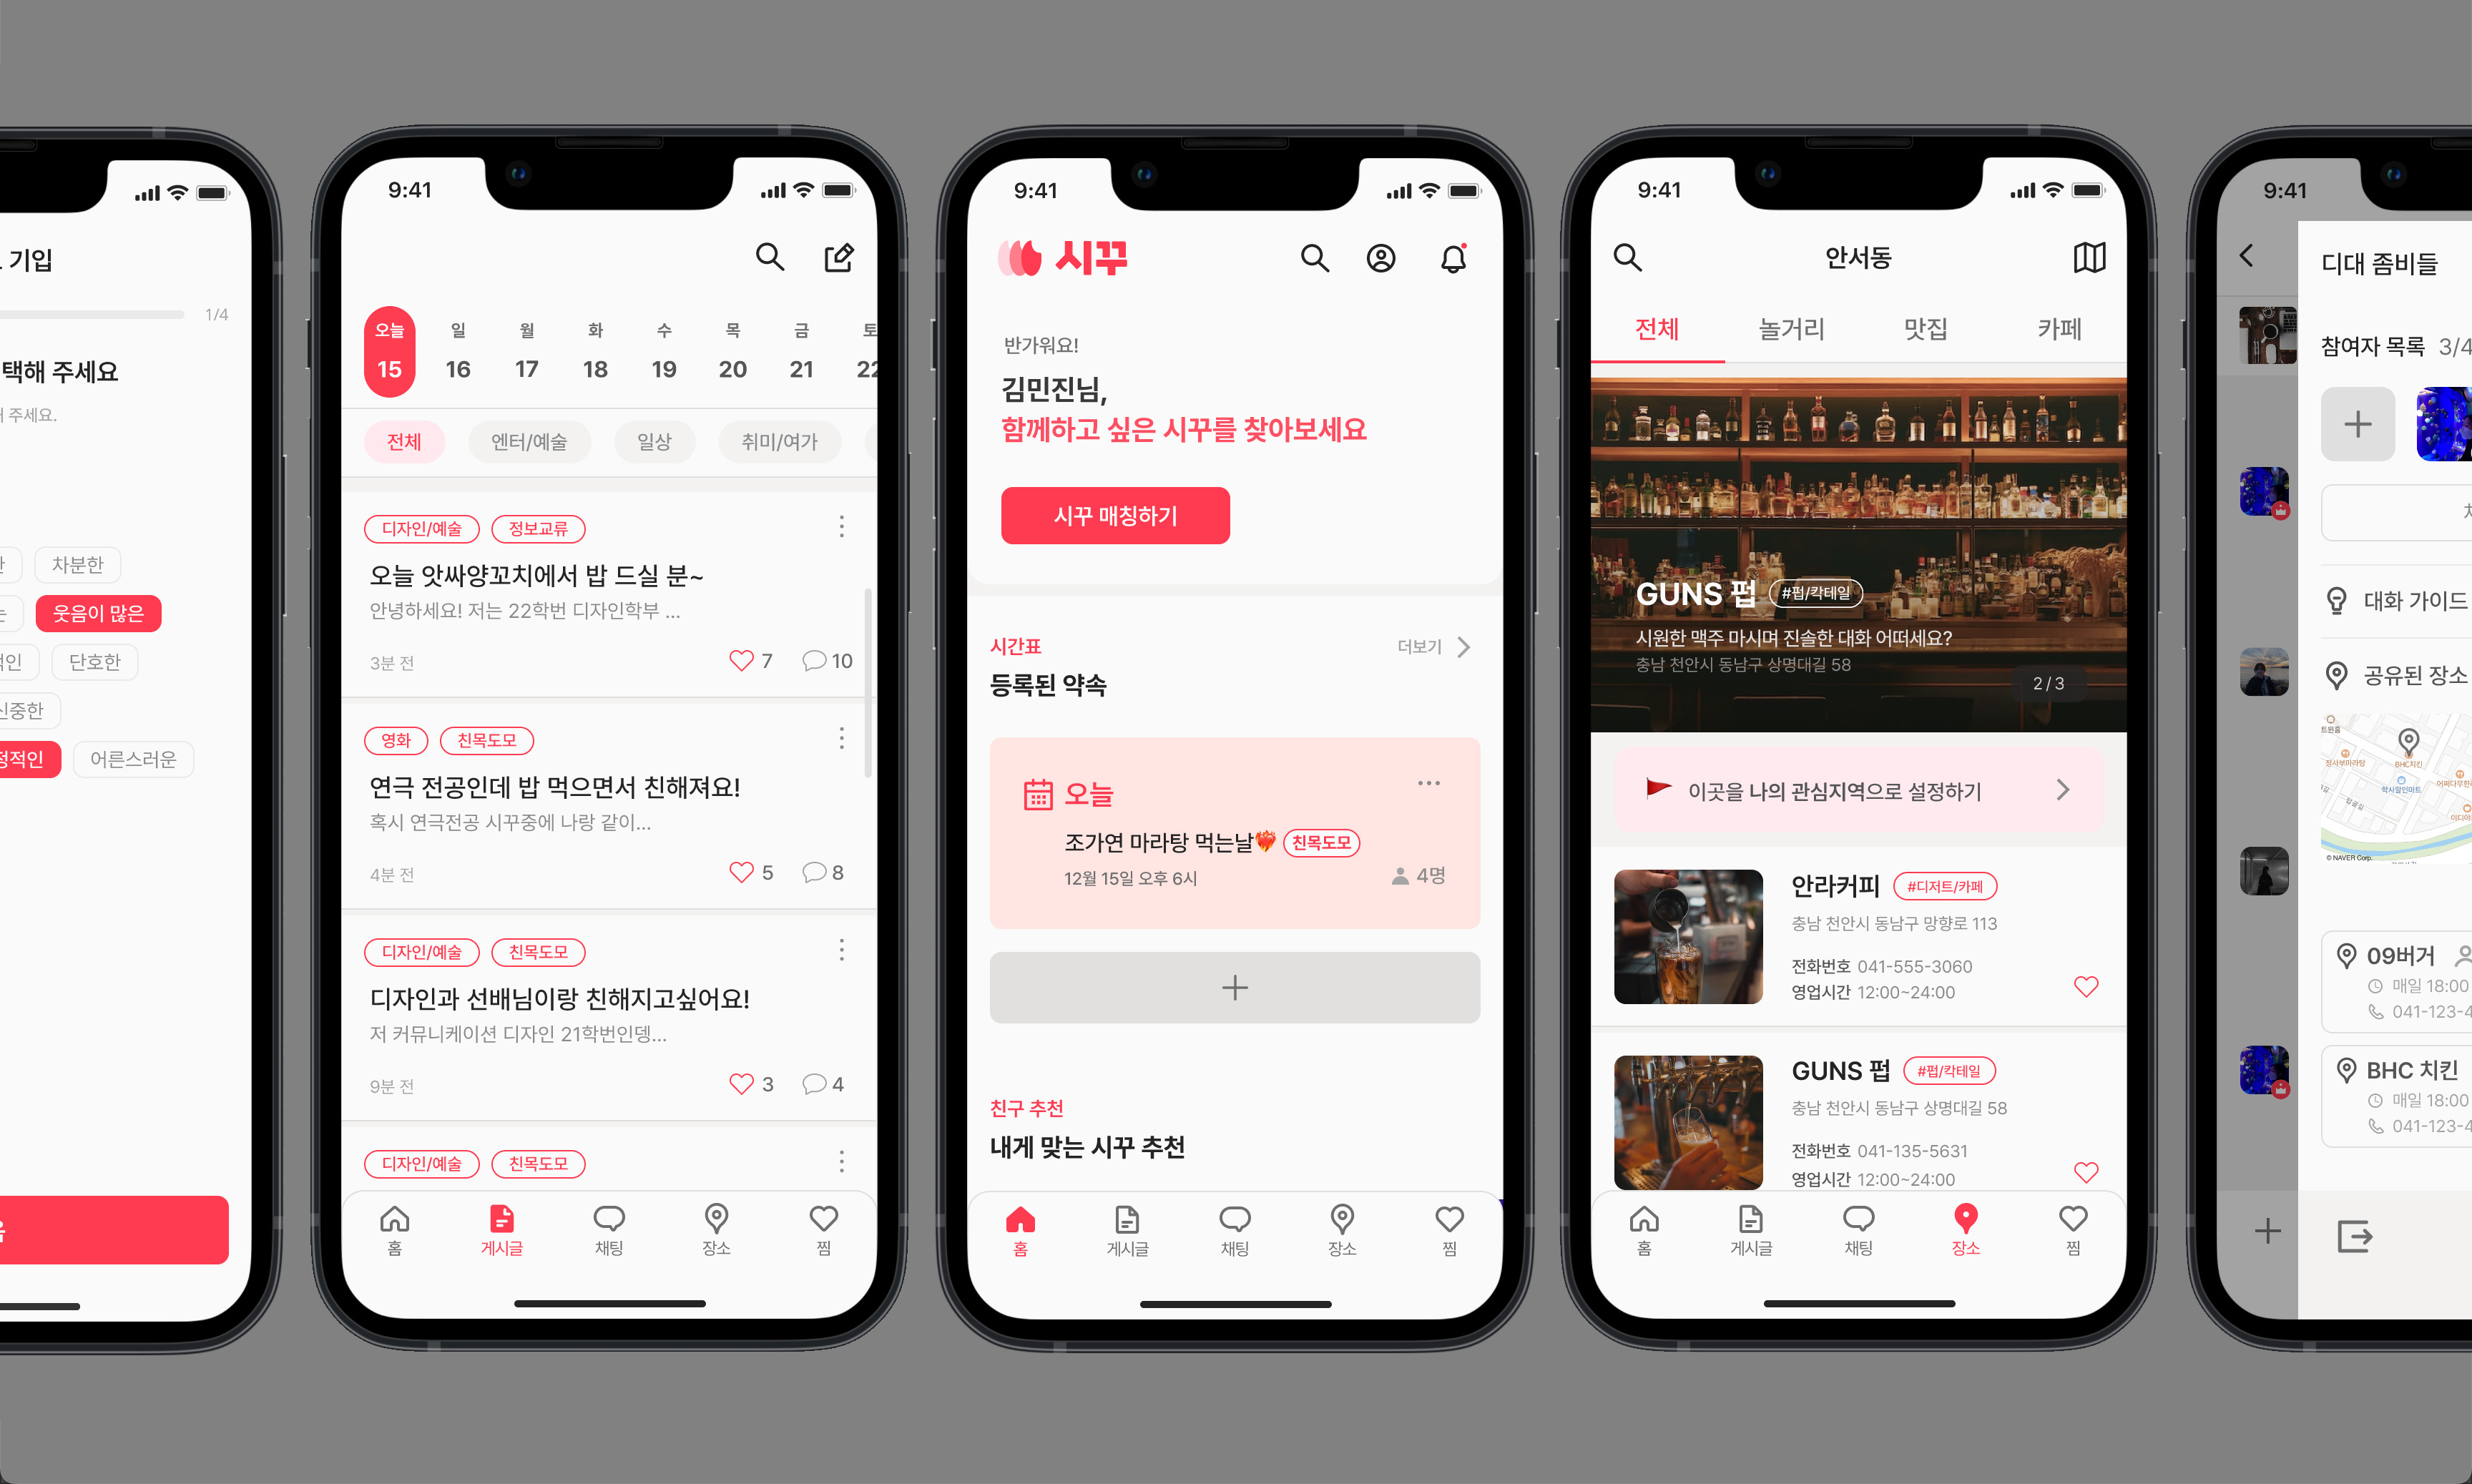 기입
1/4
택해 주세요
주세요.
차분한
웃음이 많은
단호한
신중한
정적인
어른스러운
9:41
오늘 일 월 화 수 목 금 토
15 16 17 18 19 20 21 22
전체 엔터/예술 일상 취미/여가
디자인/예술 정보교류
오늘 앗싸양꼬치에서 밥 드실 분~
안녕하세요! 저는 22학번 디자인학부 ...
3분 전 7 10
영화 친목도모
연극 전공인데 밥 먹으면서 친해져요!
혹시 연극전공 시꾸중에 나랑 같이...
4분 전 5 8
디자인/예술 친목도모
디자인과 선배님이랑 친해지고싶어요!
저 커뮤니케이션 디자인 21학번인뎅...
9분 전 3 4
디자인/예술 친목도모
홈 게시글 채팅 장소 찜
9:41
시꾸
반가워요!
김민진님,
함께하고 싶은 시꾸를 찾아보세요
시꾸 매칭하기
시간표 더보기
등록된 약속
오늘
조가연 마라탕 먹는날 친목도모
12월 15일 오후 6시 4명
친구 추천
내게 맞는 시꾸 추천
홈 게시글 채팅 장소 찜
9:41
안서동
전체 놀거리 맛집 카페
GUNS 펍 #펍/칵테일
시원한 맥주 마시며 진솔한 대화 어떠세요?
충남 천안시 동남구 상명대길 58
2/3
이곳을 나의 관심지역으로 설정하기
안라커피 #디저트/카페
충남 천안시 동남구 망향로 113
전화번호 041-555-3060
영업시간 12:00~24:00
GUNS 펍 #펍/칵테일
충남 천안시 동남구 상명대길 58
전화번호 041-135-5631
영업시간 12:00~24:00
홈 게시글 채팅 장소 찜
9:41
디대 좀비들
참여자 목록 3/4
대화 가이드
공유된 장소
BHC치킨
학사할인마트
© NAVER Corp.
09버거
매일 18:00
041-123-4
BHC 치킨
매일 18:00
041-123-4